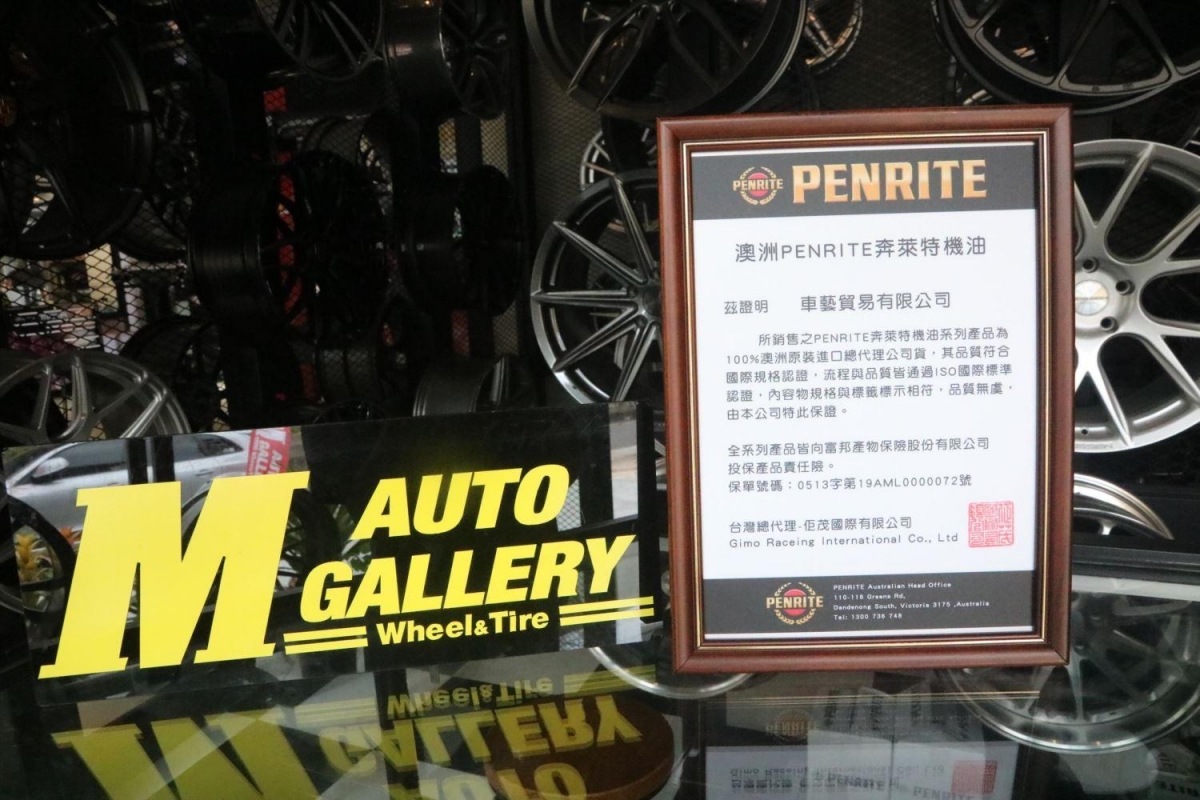 M
AUTO
GALLERY
Wheel&Tire
PENRITE PENRITE
澳洲PENRITE奔萊特機油
茲證明 車藝貿易有限公司
所銷售之PENRITE奔萊特機油系列產品為
100%澳洲原裝進口總代理公司貨，其品質符合
國際規格認證，流程與品質皆通過ISO國際標準
認證，內容物規格與標籤標示相符，品質無虞，
由本公司特此保證。
全系列產品皆向富邦產物保險股份有限公司
投保產品責任險。
保單號碼：0513字第19AML0000072號
台灣總代理-佢茂國際有限公司
Gimo Raceing International Co., Ltd
PENRITE
PENRITE Australian Head Office
110-116 Greens Rd,
Dandenong South, Victoria 3175 ,Australia
Tel: 1300 736 748